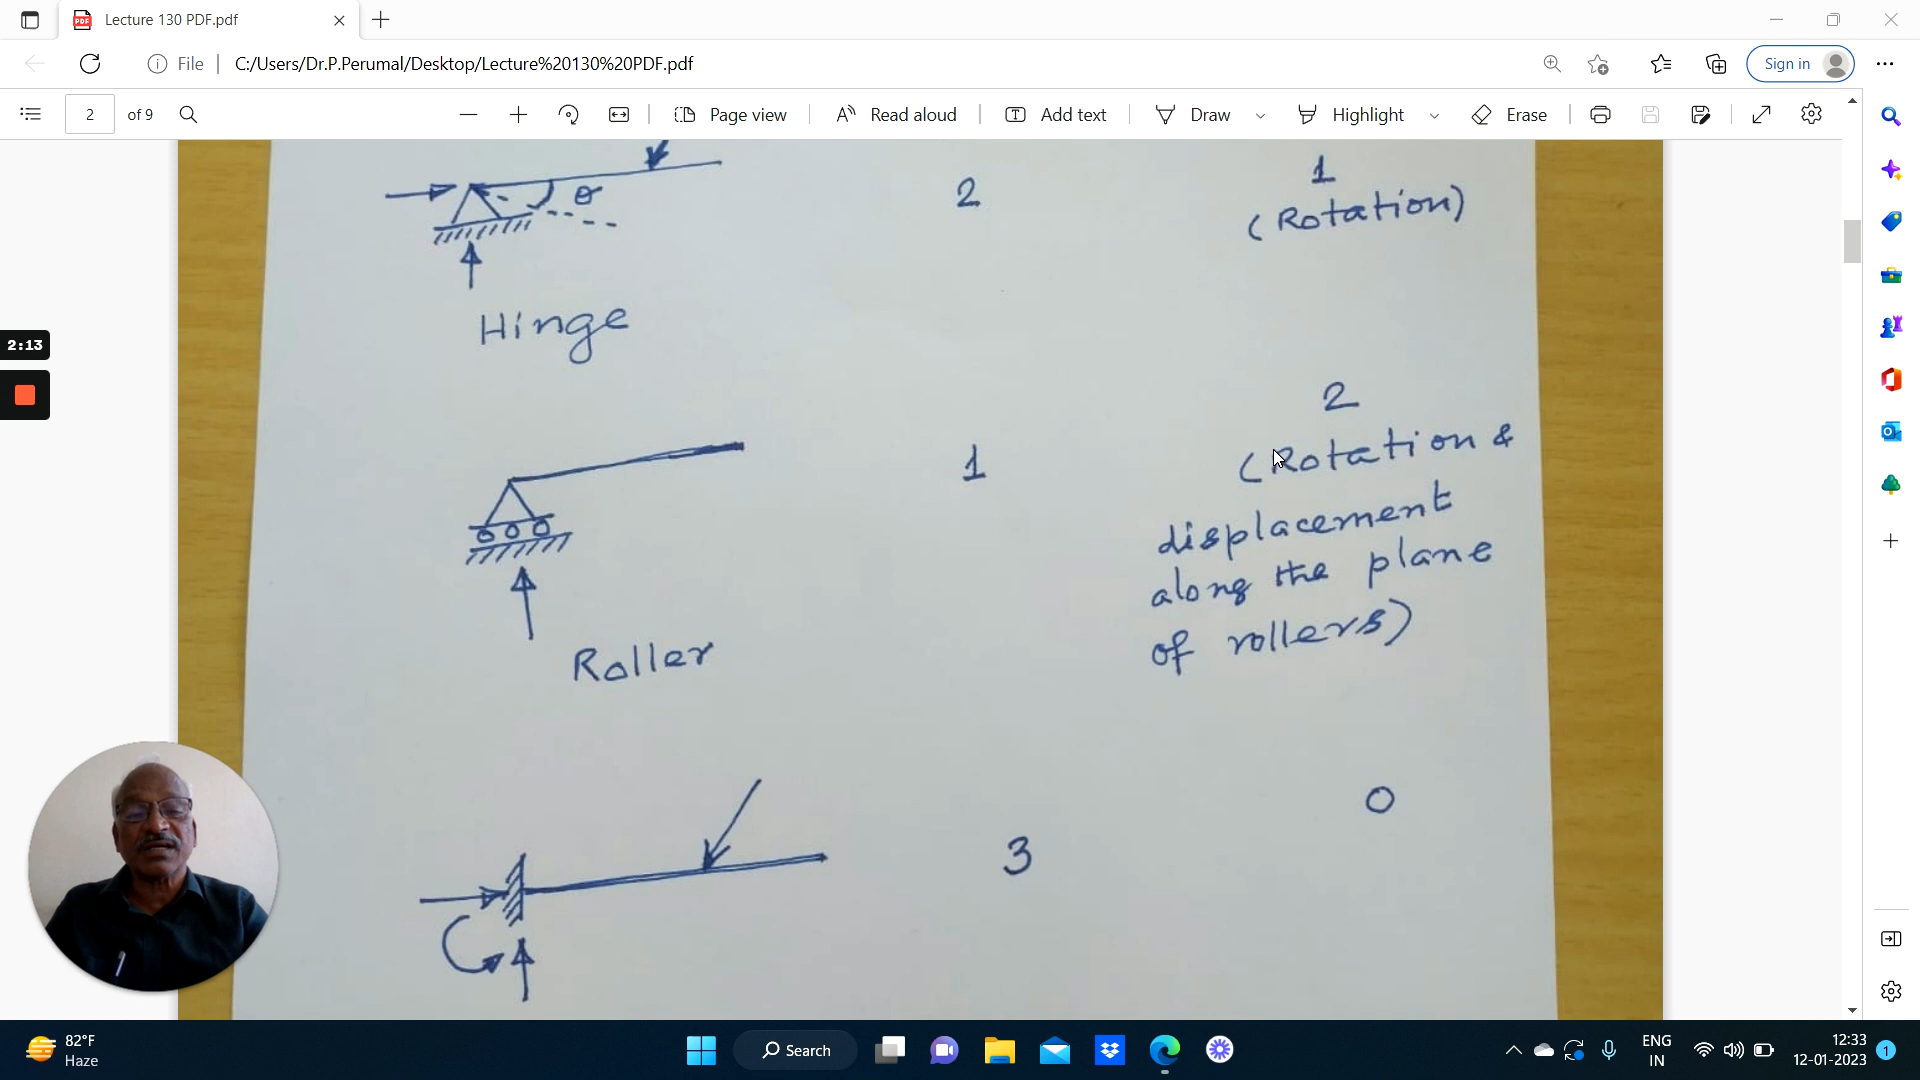 Lecture 130 PDF.pdf
File
C:/Users/Dr.P.Perumal/Desktop/Lecture%20130%20PDF.pdf
Sign in
2 of 9
Page view
Read aloud
Add text
Draw
Highlight
Erase
θ
2
1
(Rotation)
Hinge
2:13
1
2
(Rotation &
displacement
along the plane
of rollers)
Roller
3
0
82°F
Haze
Search
ENG
IN
12:33
12-01-2023
1